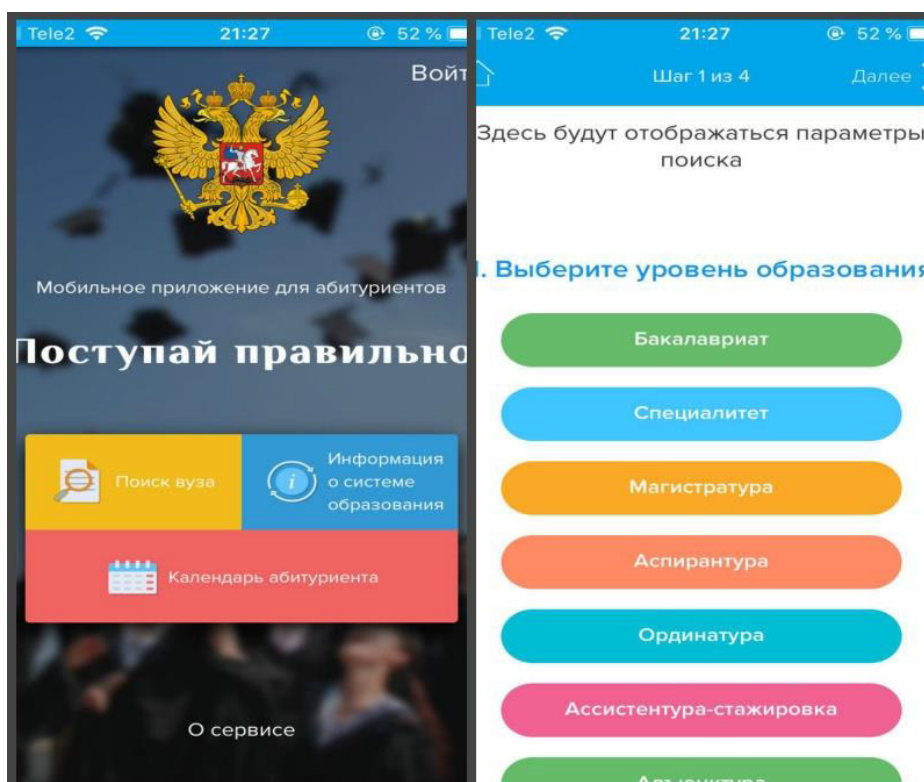 Tele2 21:27 52 %
Войт
Мобильное приложение для абитуриентов
Поступай правильно
Поиск вуза
Информация
о системе
образования
Календарь абитуриента
О сервисе
Tele2 21:27 52 %
Шаг 1 из 4 Далее
Здесь будут отображаться параметры
поиска
1. Выберите уровень образования
Бакалавриат
Специалитет
Магистратура
Аспирантура
Ординатура
Ассистентура-стажировка
Адъюнктура